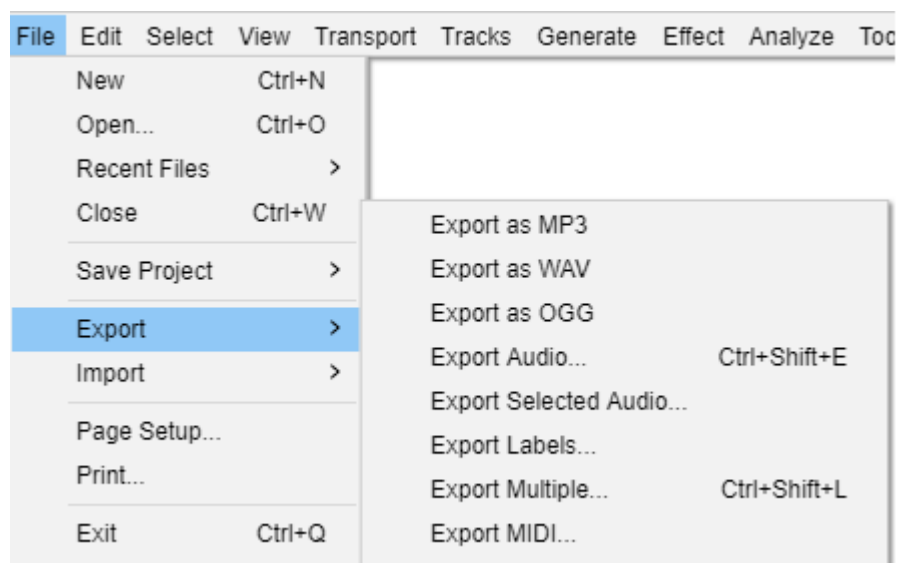 File Edit Select View Transport Tracks Generate Effect Analyze
New Ctrl+N
Open... Ctrl+O
Recent Files >
Close Ctrl+W
Save Project >
Export >
Import >
Page Setup...
Print...
Exit Ctrl+Q
Export as MP3
Export as WAV
Export as OGG
Export Audio... Ctrl+Shift+E
Export Selected Audio...
Export Labels...
Export Multiple... Ctrl+Shift+L
Export MIDI...